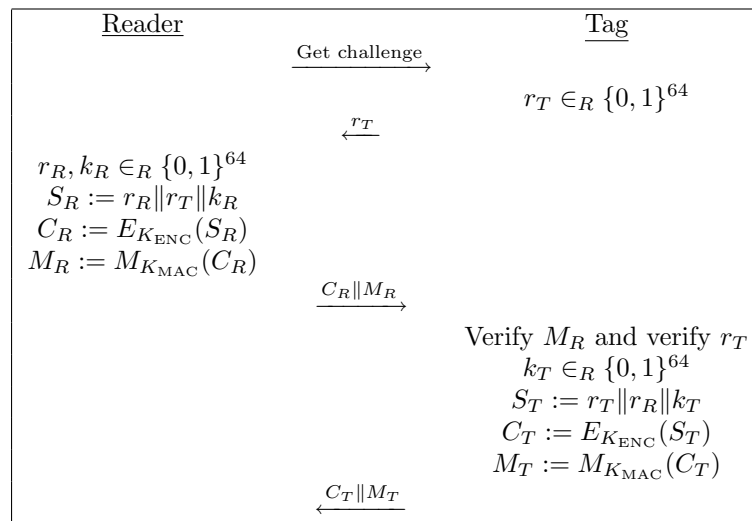 Reader Tag
Get challenge
r_T ∈_R {0, 1}^64
r_T
r_R, k_R ∈_R {0, 1}^64
S_R := r_R∥r_T∥k_R
C_R := E_{K_ENC}(S_R)
M_R := M_{K_MAC}(C_R)
C_R∥M_R
Verify M_R and verify r_T
k_T ∈_R {0, 1}^64
S_T := r_T∥r_R∥k_T
C_T := E_{K_ENC}(S_T)
M_T := M_{K_MAC}(C_T)
C_T∥M_T